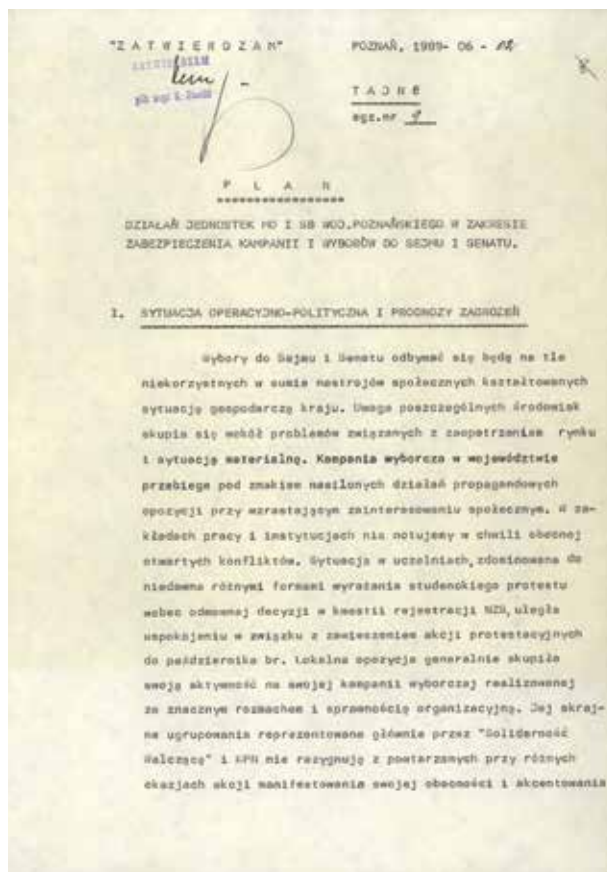 "ZATWIERDZAM"
POZNAŃ, 1989-06-02
ZATWIERDZAM
TAJNE
egz.nr 1
PLAN
DZIAŁAŃ JEDNOSTEK MO I SB WOJ.POZNAŃSKIEGO W ZAKRESIE
ZABEZPIECZENIA KAMPANII I WYBORÓW DO SEJMU I SENATU.
1. SYTUACJA OPERACYJNO-POLITYCZNA I PROGNOZY ZAGROŻEŃ
Wybory do Sejmu i Senatu odbywać się będą na tle
niekorzystnych w sumie nastrojów społecznych kształtowanych
sytuacją gospodarczą kraju. Uwaga poszczególnych środowisk
skupia się wokół problemów związanych z zaopatrzeniem rynku
i sytuacją materialną. Kampania wyborcza w województwie
przebiega pod znakiem nasilonych działań propagandowych
opozycji przy wzrastającym zainteresowaniu społecznym. W za-
kładach pracy i instytucjach nie notujemy w chwili obecnej
otwartych konfliktów. Sytuacja w uczelniach, zdominowana do
niedawna różnymi formami wyrażania studenckiego protestu
wobec odmownej decyzji w kwestii rejestracji NZS, uległa
uspokojeniu w związku z zawieszeniem akcji protestacyjnych
do października br. Lokalna opozycja generalnie skupiła
swoją aktywność na swojej kampanii wyborczej realizowanej
ze znacznym rozmachem i sprawnością organizacyjną. Jej skraj-
ne ugrupowania reprezentowane głównie przez "Solidarność
Walczącą" i KPN nie rezygnują z powtarzanych przy różnych
okazjach akcji manifestowania swojej obecności i akcentowania